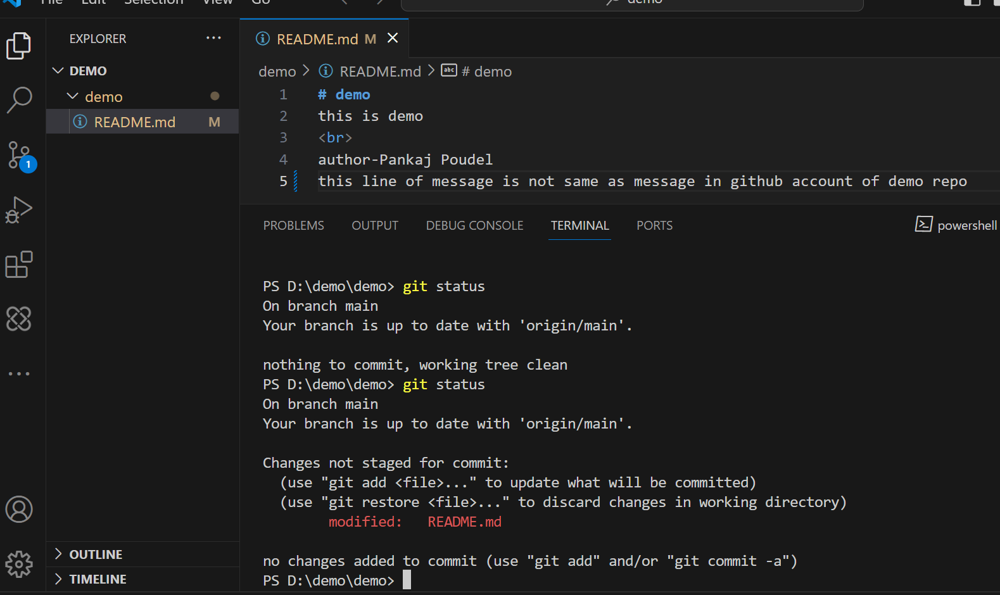 File Edit Selection View Go
demo
EXPLORER ...
DEMO
demo
README.md M
1
OUTLINE
TIMELINE
README.md M
demo > README.md > # demo
1 # demo
2 this is demo
3 <br>
4 author-Pankaj Poudel
5 this line of message is not same as message in github account of demo repo
PROBLEMS OUTPUT DEBUG CONSOLE TERMINAL PORTS
powershell
PS D:\demo\demo> git status
On branch main
Your branch is up to date with 'origin/main'.
nothing to commit, working tree clean
PS D:\demo\demo> git status
On branch main
Your branch is up to date with 'origin/main'.
Changes not staged for commit:
  (use "git add <file>..." to update what will be committed)
  (use "git restore <file>..." to discard changes in working directory)
        modified:   README.md
no changes added to commit (use "git add" and/or "git commit -a")
PS D:\demo\demo>